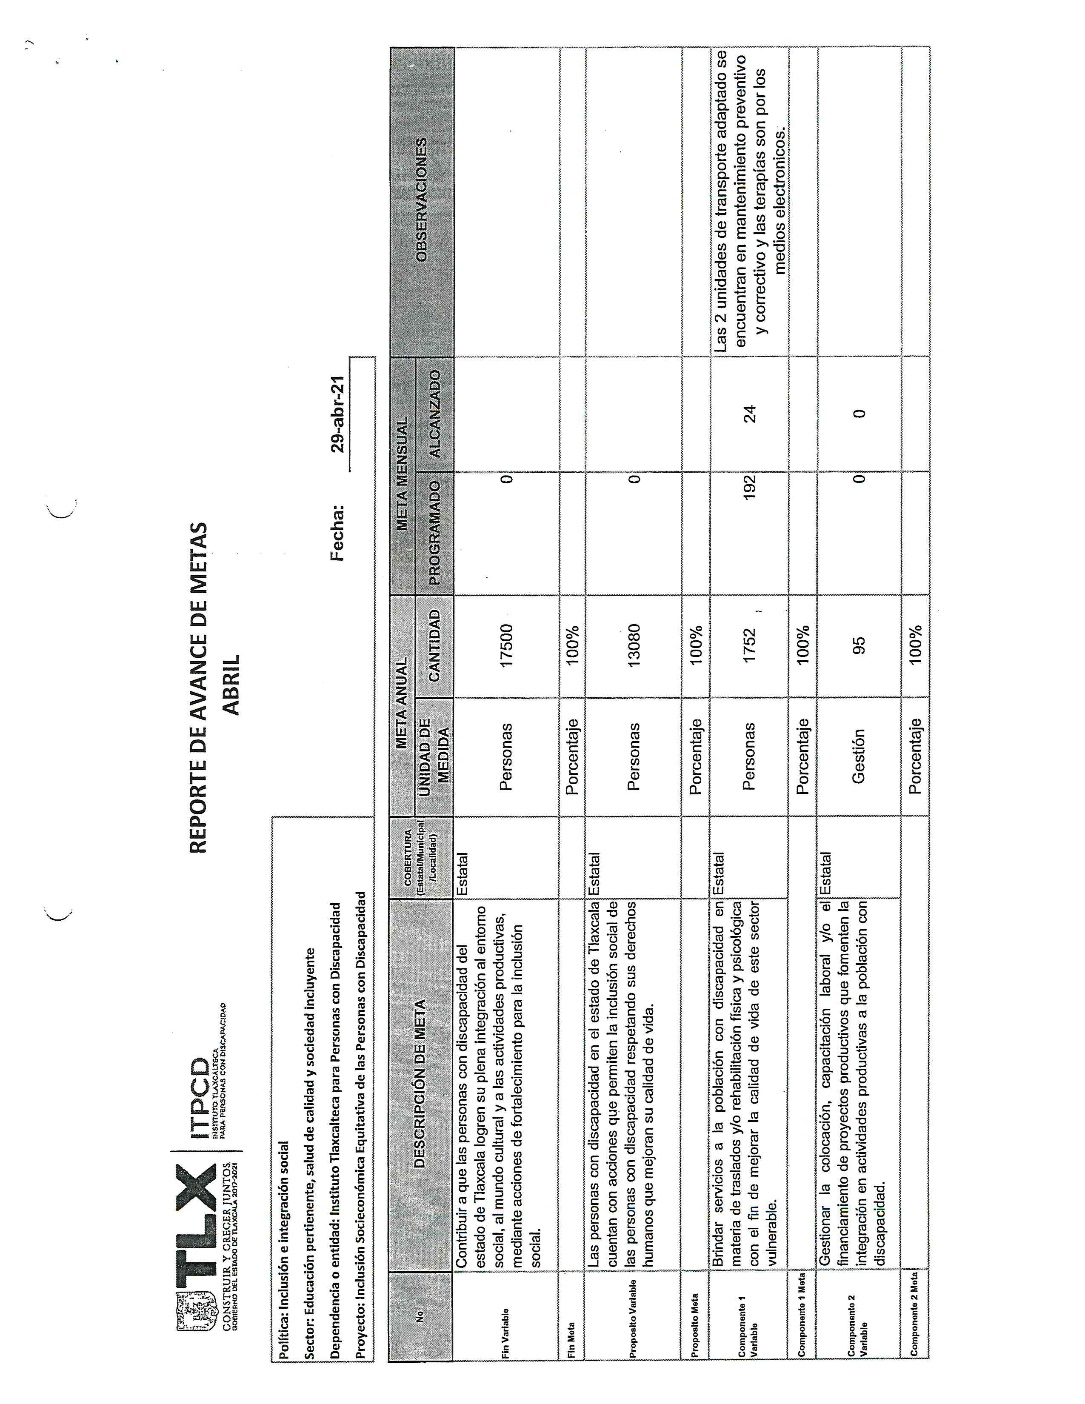 TLX
CONSTRUIR Y CRECER JUNTOS
GOBIERNO DEL ESTADO DE TLAXCALA 2017-2021
ITPCD
INSTITUTO TLAXCALTECA
PARA PERSONAS CON DISCAPACIDAD
REPORTE DE AVANCE DE METAS
ABRIL
Política: Inclusión e integración social
Sector: Educación pertinente, salud de calidad y sociedad incluyente
Dependencia o entidad: Instituto Tlaxcalteca para Personas con Discapacidad
Proyecto: Inclusión Socieconómica Equitativa de las Personas con Discapacidad
Fecha: 29-abr-21
No
DESCRIPCIÓN DE META
COBERTURA
(Estatal/Municipal
/Localidad)
META ANUAL
UNIDAD DE
MEDIDA
CANTIDAD
META MENSUAL
PROGRAMADO
ALCANZADO
OBSERVACIONES
Fin Variable
Contribuir a que las personas con discapacidad del
estado de Tlaxcala logren su plena integración al entorno
social, al mundo cultural y a las actividades productivas,
mediante acciones de fortalecimiento para la inclusión
social.
Estatal
Personas
17500
0
Fin Meta
Porcentaje
100%
Proposito Variable
Las personas con discapacidad en el estado de Tlaxcala
cuentan con acciones que permiten la inclusión social de
las personas con discapacidad respetando sus derechos
humanos que mejoran su calidad de vida.
Estatal
Personas
13080
0
Proposito Meta
Porcentaje
100%
Componente 1
Variable
Brindar servicios a la población con discapacidad en
materia de traslados y/o rehabilitación física y psicológica
con el fin de mejorar la calidad de vida de este sector
vulnerable.
Estatal
Personas
1752
192
24
Las 2 unidades de transporte adaptado se
encuentran en mantenimiento preventivo
y correctivo y las terapías son por los
medios electronicos.
Componente 1 Meta
Porcentaje
100%
Componente 2
Variable
Gestionar la colocación, capacitación laboral y/o el
financiamiento de proyectos productivos que fomenten la
integración en actividades productivas a la población con
discapacidad.
Estatal
Gestión
95
0
0
Componente 2 Meta
Porcentaje
100%